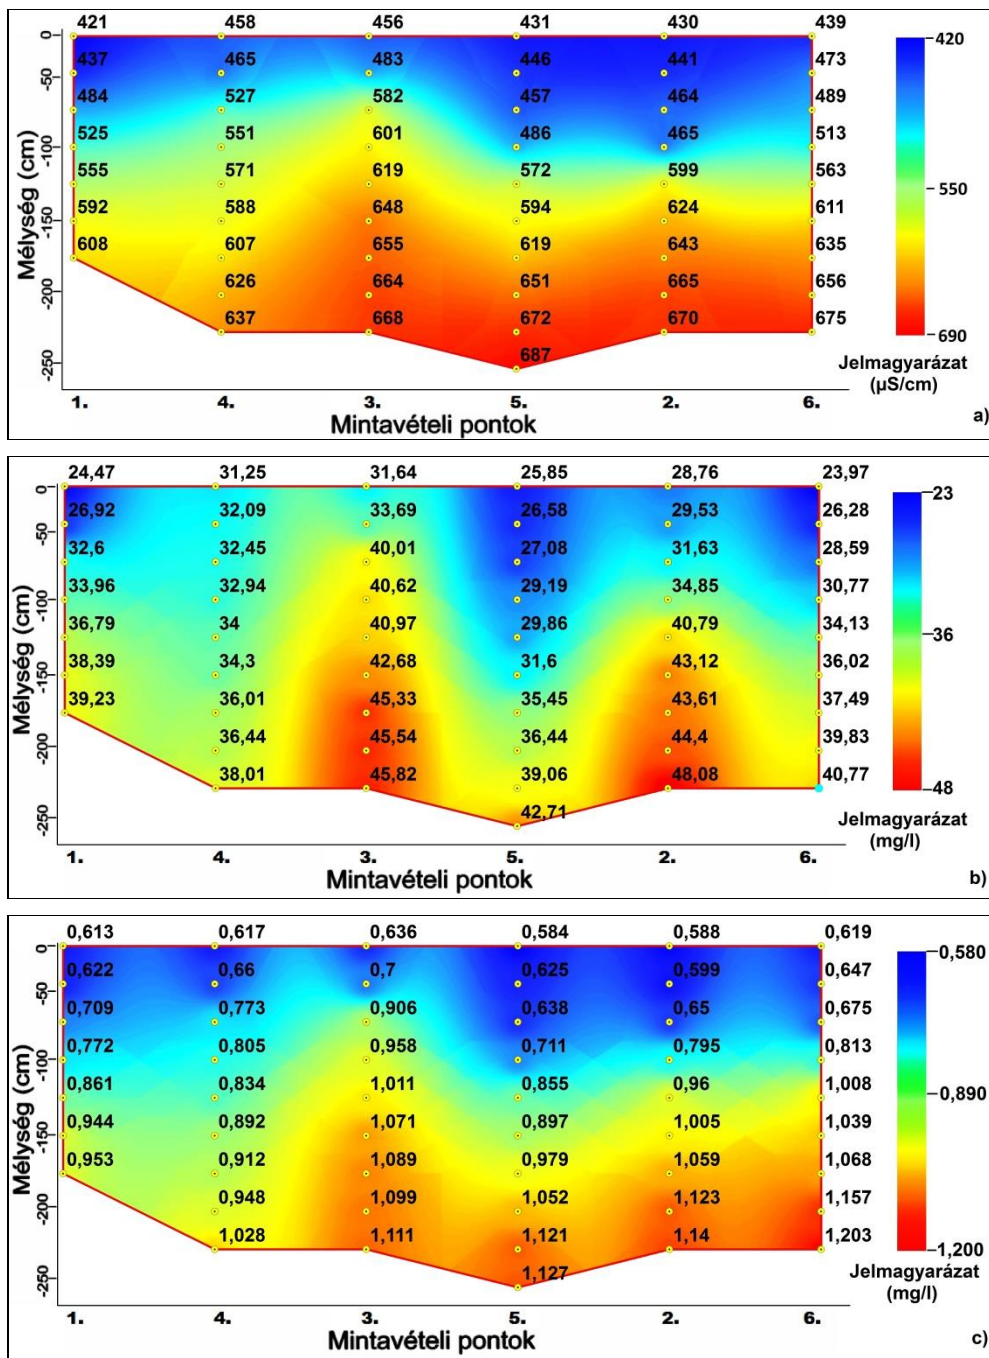 421 458 456 431 430 439
0 420
437 465 483 446 441 473
-50
484 527 582 457 464 489
525 551 601 486 465 513
-100
555 571 619 572 599 563
550
592 588 648 594 624 611
-150
608 607 655 619 643 635
626 664 651 665 656
-200
637 668 672 670 675
690
687
-250
Mélység (cm)
Jelmagyarázat
(µS/cm)
1. 4. 3. 5. 2. 6.
Mintavételi pontok
a)
24,47 31,25 31,64 25,85 28,76 23,97
0 23
26,92 32,09 33,69 26,58 29,53 26,28
-50
32,6 32,45 40,01 27,08 31,63 28,59
33,96 32,94 40,62 29,19 34,85 30,77
-100
36,79 34 40,97 29,86 40,79 34,13
36
38,39 34,3 42,68 31,6 43,12 36,02
-150
39,23 36,01 45,33 35,45 43,61 37,49
36,44 45,54 36,44 44,4 39,83
-200
38,01 45,82 39,06 48,08 40,77
48
42,71
-250
Mélység (cm)
Jelmagyarázat
(mg/l)
1. 4. 3. 5. 2. 6.
Mintavételi pontok
b)
0,613 0,617 0,636 0,584 0,588 0,619
0 0,580
0,622 0,66 0,7 0,625 0,599 0,647
-50
0,709 0,773 0,906 0,638 0,65 0,675
0,772 0,805 0,958 0,711 0,795 0,813
-100
0,861 0,834 1,011 0,855 0,96 1,008
0,890
0,944 0,892 1,071 0,897 1,005 1,039
-150
0,953 0,912 1,089 0,979 1,059 1,068
0,948 1,099 1,052 1,123 1,157
-200
1,028 1,111 1,121 1,14 1,203
1,200
1,127
-250
Mélység (cm)
Jelmagyarázat
(mg/l)
1. 4. 3. 5. 2. 6.
Mintavételi pontok
c)